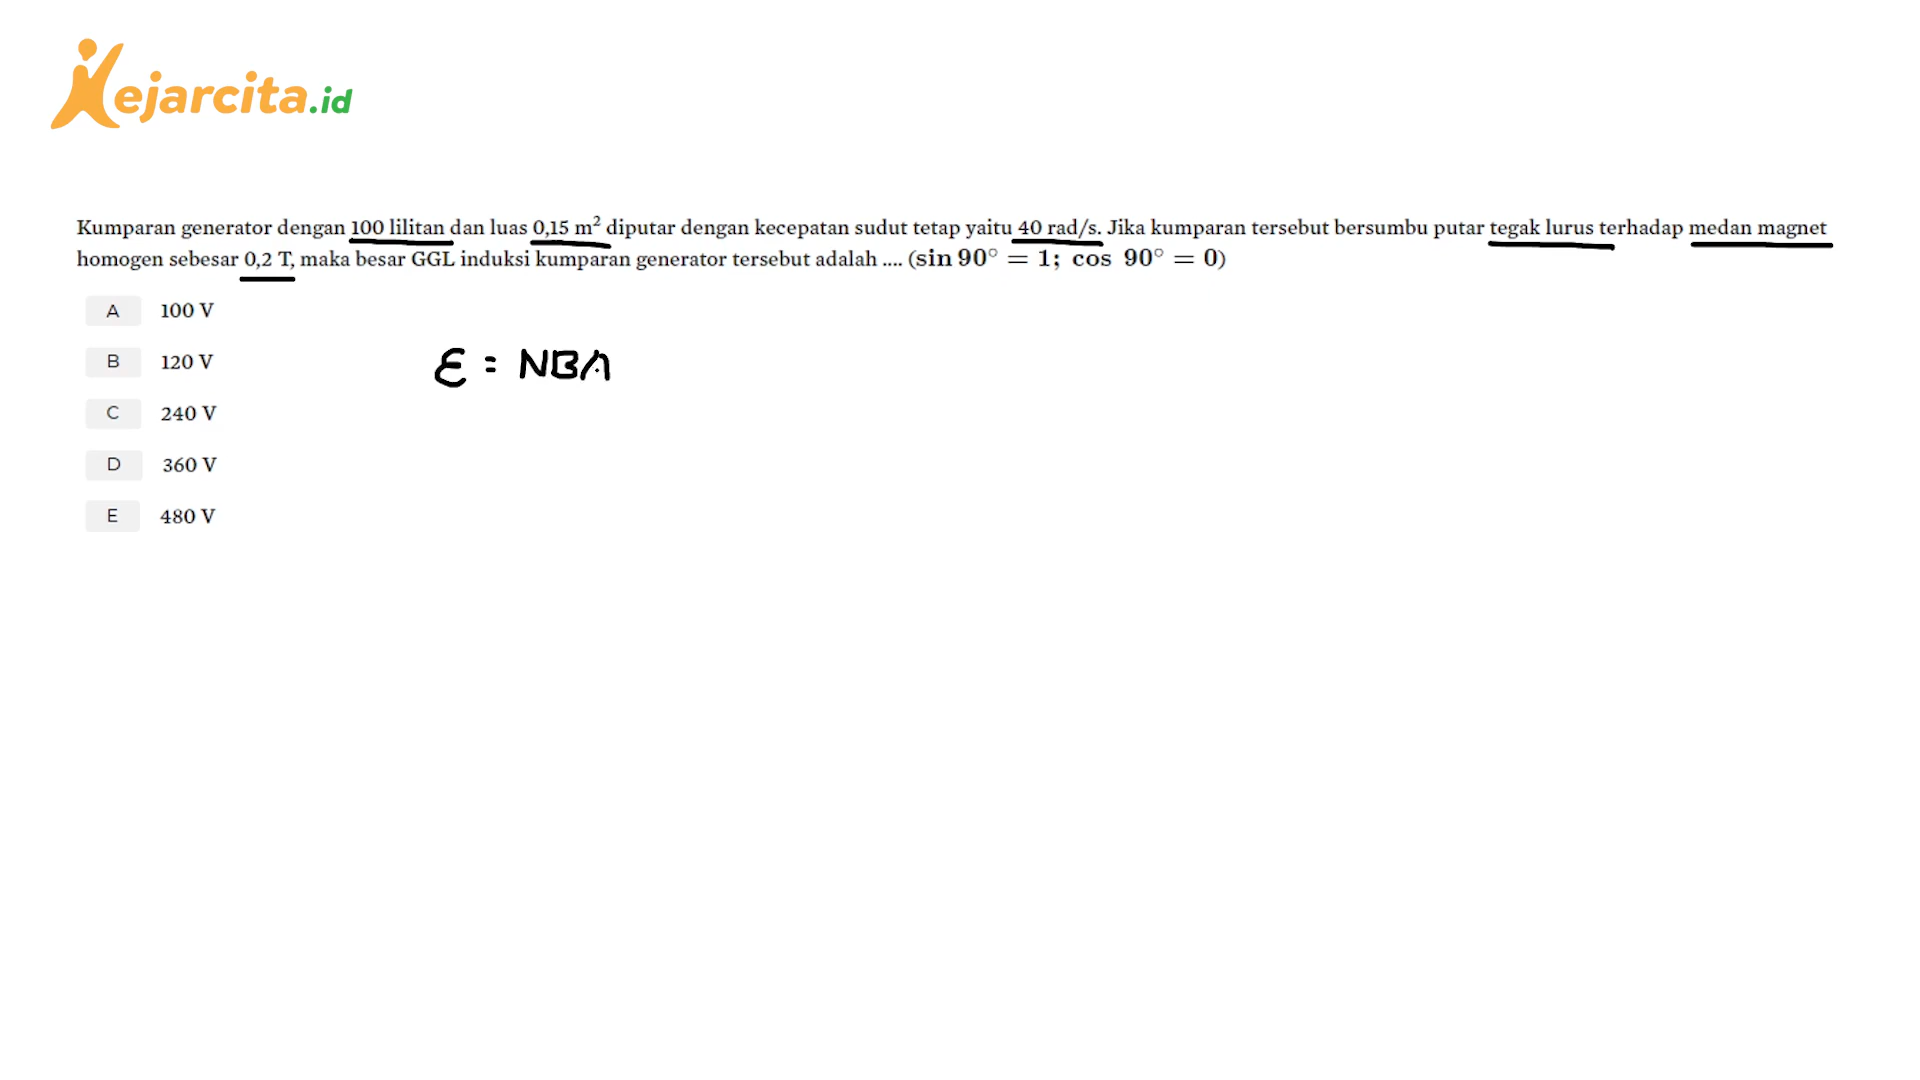 Kejarcita.id
Kumparan generator dengan 100 lilitan dan luas 0,15 m² diputar dengan kecepatan sudut tetap yaitu 40 rad/s. Jika kumparan tersebut bersumbu putar tegak lurus terhadap medan magnet
homogen sebesar 0,2 T, maka besar GGL induksi kumparan generator tersebut adalah .... (sin 90° = 1; cos 90° = 0)
A 100 V
B 120 V
ε = NBA
C 240 V
D 360 V
E 480 V